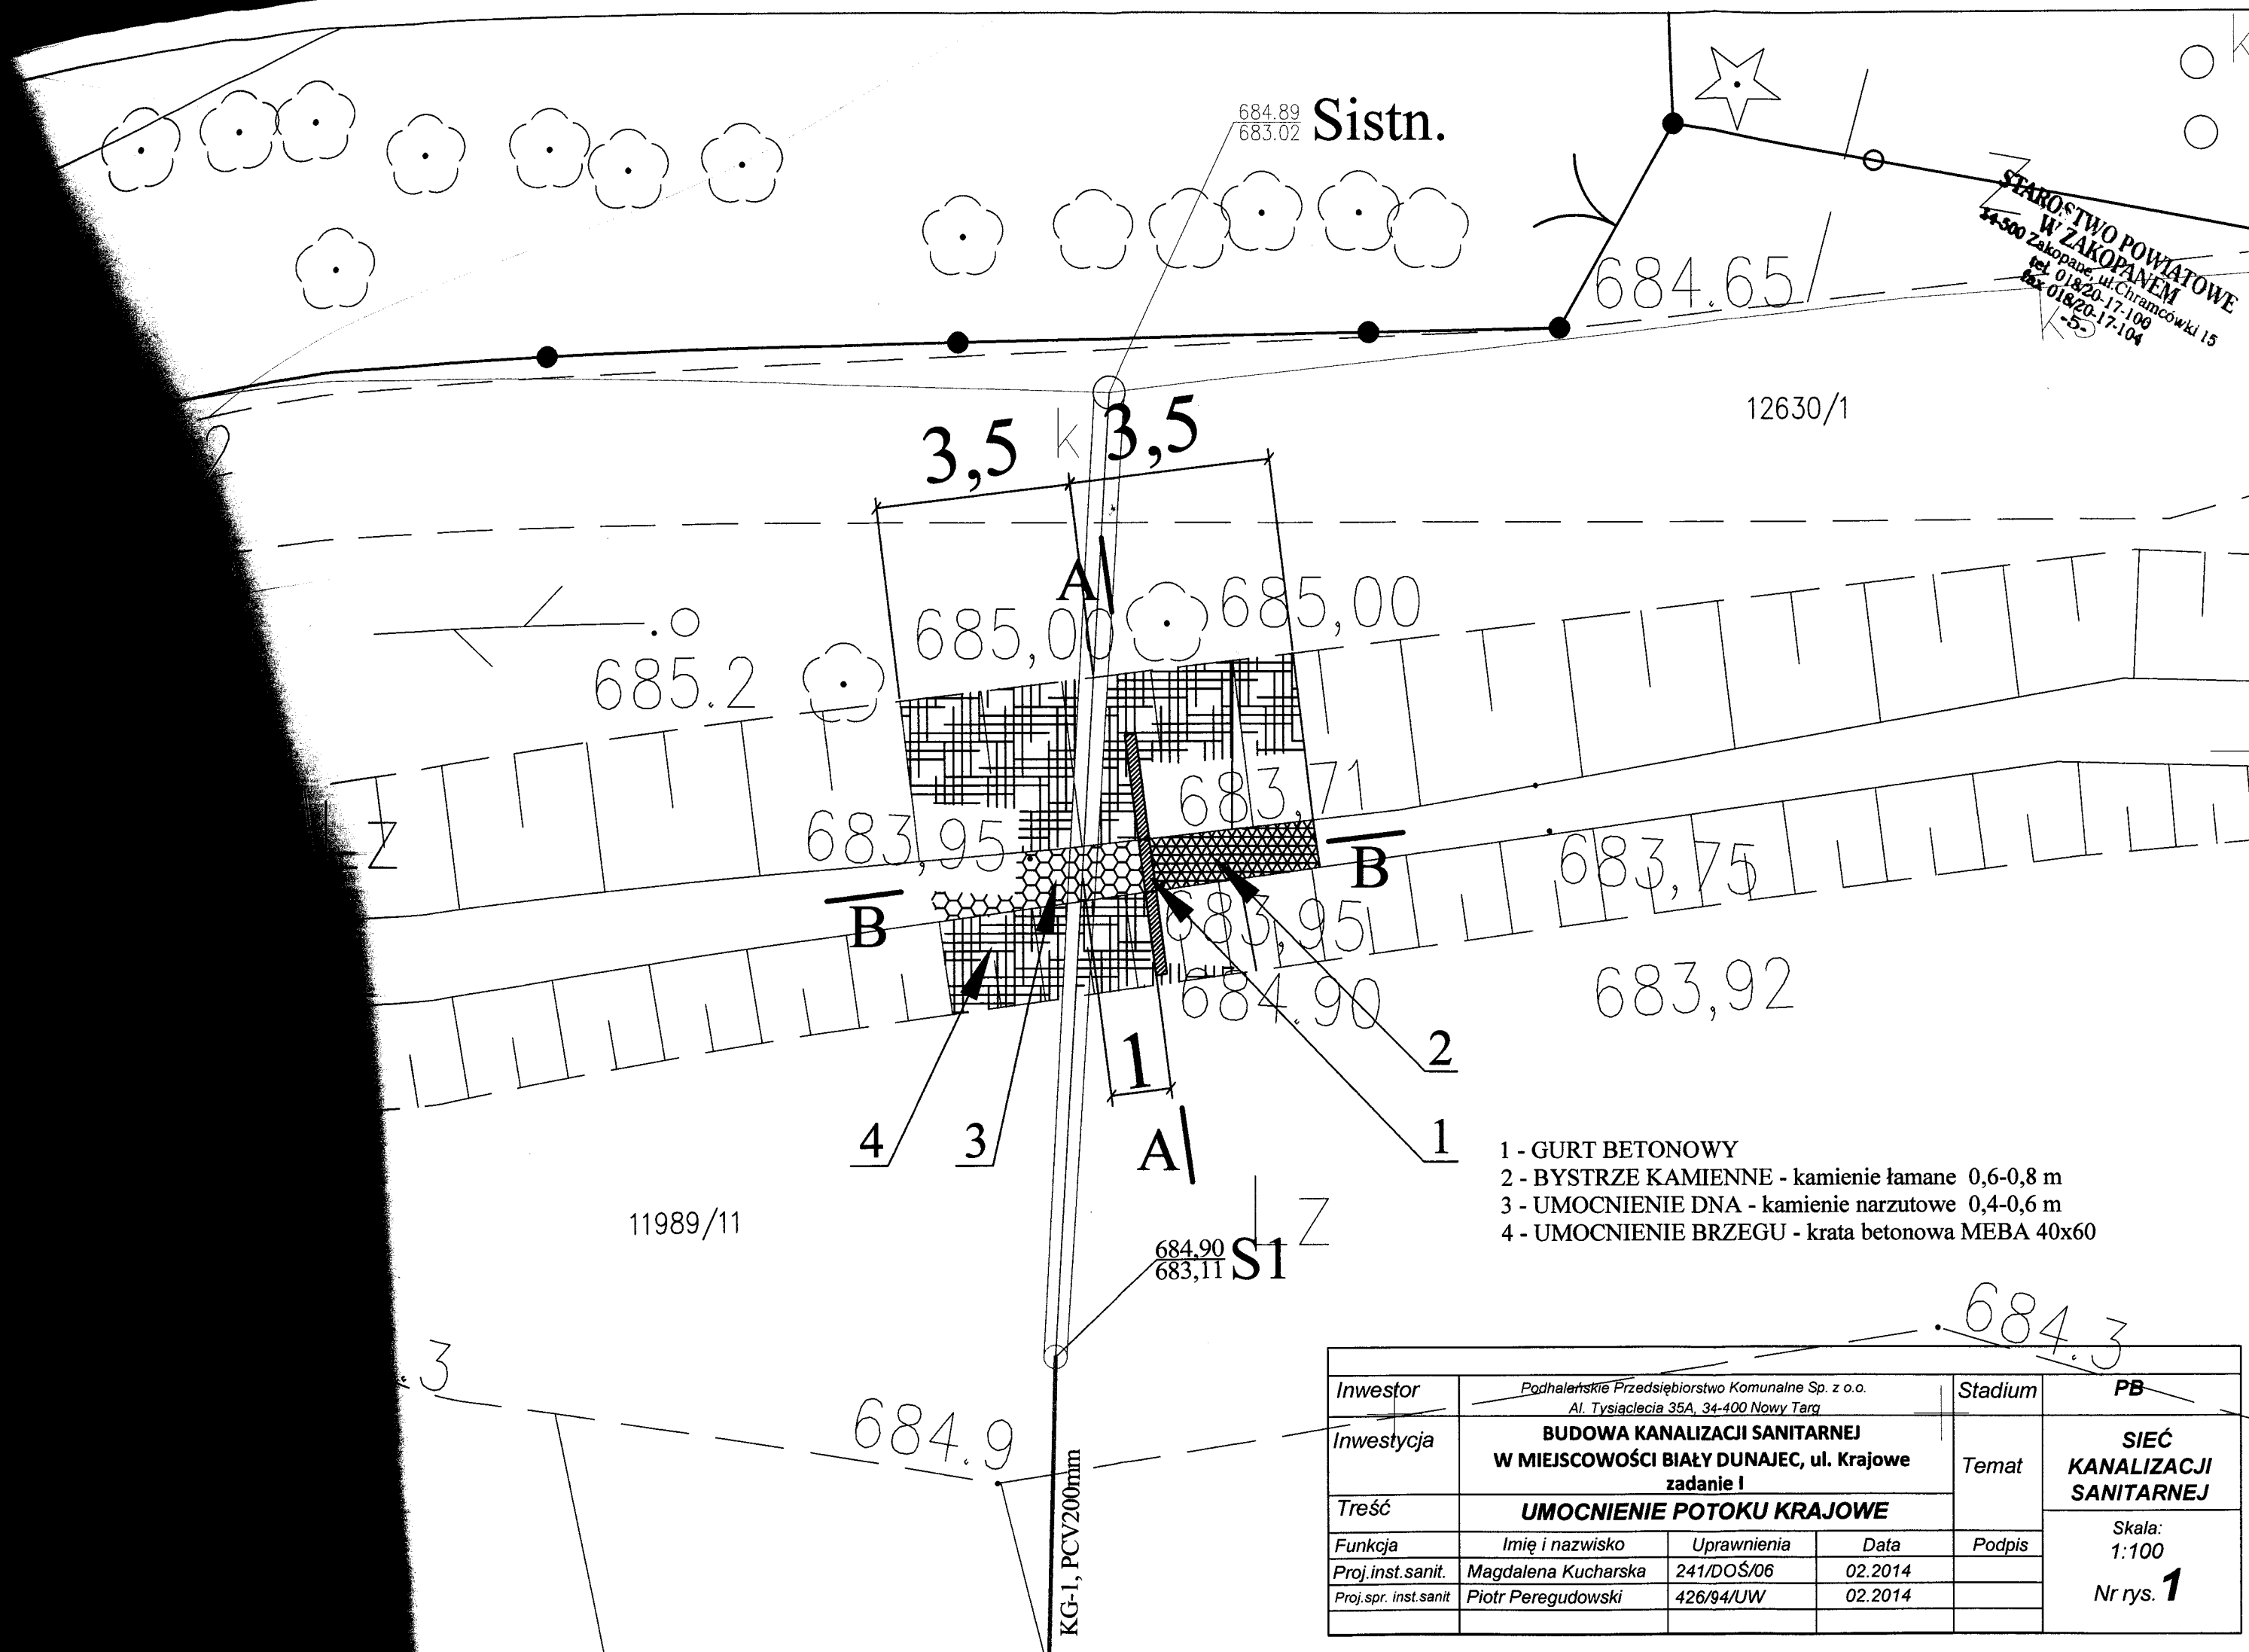 684.89
683.02
Sistn.
k
STAROSTWO POWIATOWE
W ZAKOPANEM
34-500 Zakopane, ul.Chramcówki 15
tel. 018/20-17-100
fax 018/20-17-104
-5-
684.65
ks
12630/1
3,5
k
3,5
A
685,00
685,00
685.2
683,71
683,95
B
B
683,75
683,95
684.90
683,92
1
2
1
4
3
A
Lz
Lz
1 - GURT BETONOWY
2 - BYSTRZE KAMIENNE - kamienie łamane 0,6-0,8 m
3 - UMOCNIENIE DNA - kamienie narzutowe 0,4-0,6 m
4 - UMOCNIENIE BRZEGU - krata betonowa MEBA 40x60
11989/11
684,90
683,11
S1
684.3
.3
684.9
KG-1, PCV200mm
Inwestor
Podhalańskie Przedsiębiorstwo Komunalne Sp. z o.o.
Al. Tysiąclecia 35A, 34-400 Nowy Targ
Stadium
PB
Inwestycja
BUDOWA KANALIZACJI SANITARNEJ
W MIEJSCOWOŚCI BIAŁY DUNAJEC, ul. Krajowe
zadanie I
Temat
SIEĆ
KANALIZACJI
SANITARNEJ
Treść
UMOCNIENIE POTOKU KRAJOWE
Funkcja Imię i nazwisko Uprawnienia Data Podpis
Proj.inst.sanit. Magdalena Kucharska 241/DOŚ/06 02.2014
Proj.spr. inst.sanit Piotr Peregudowski 426/94/UW 02.2014
Skala:
1:100
Nr rys. 1